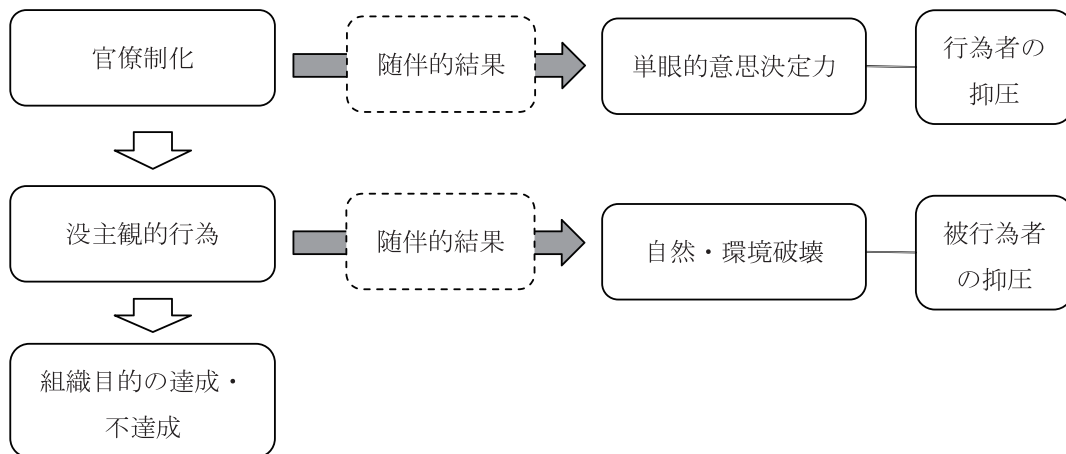 官僚制化
随伴的結果
単眼的意思決定力
行為者の
抑圧
没主観的行為
随伴的結果
自然・環境破壊
被行為者
の抑圧
組織目的の達成・
不達成